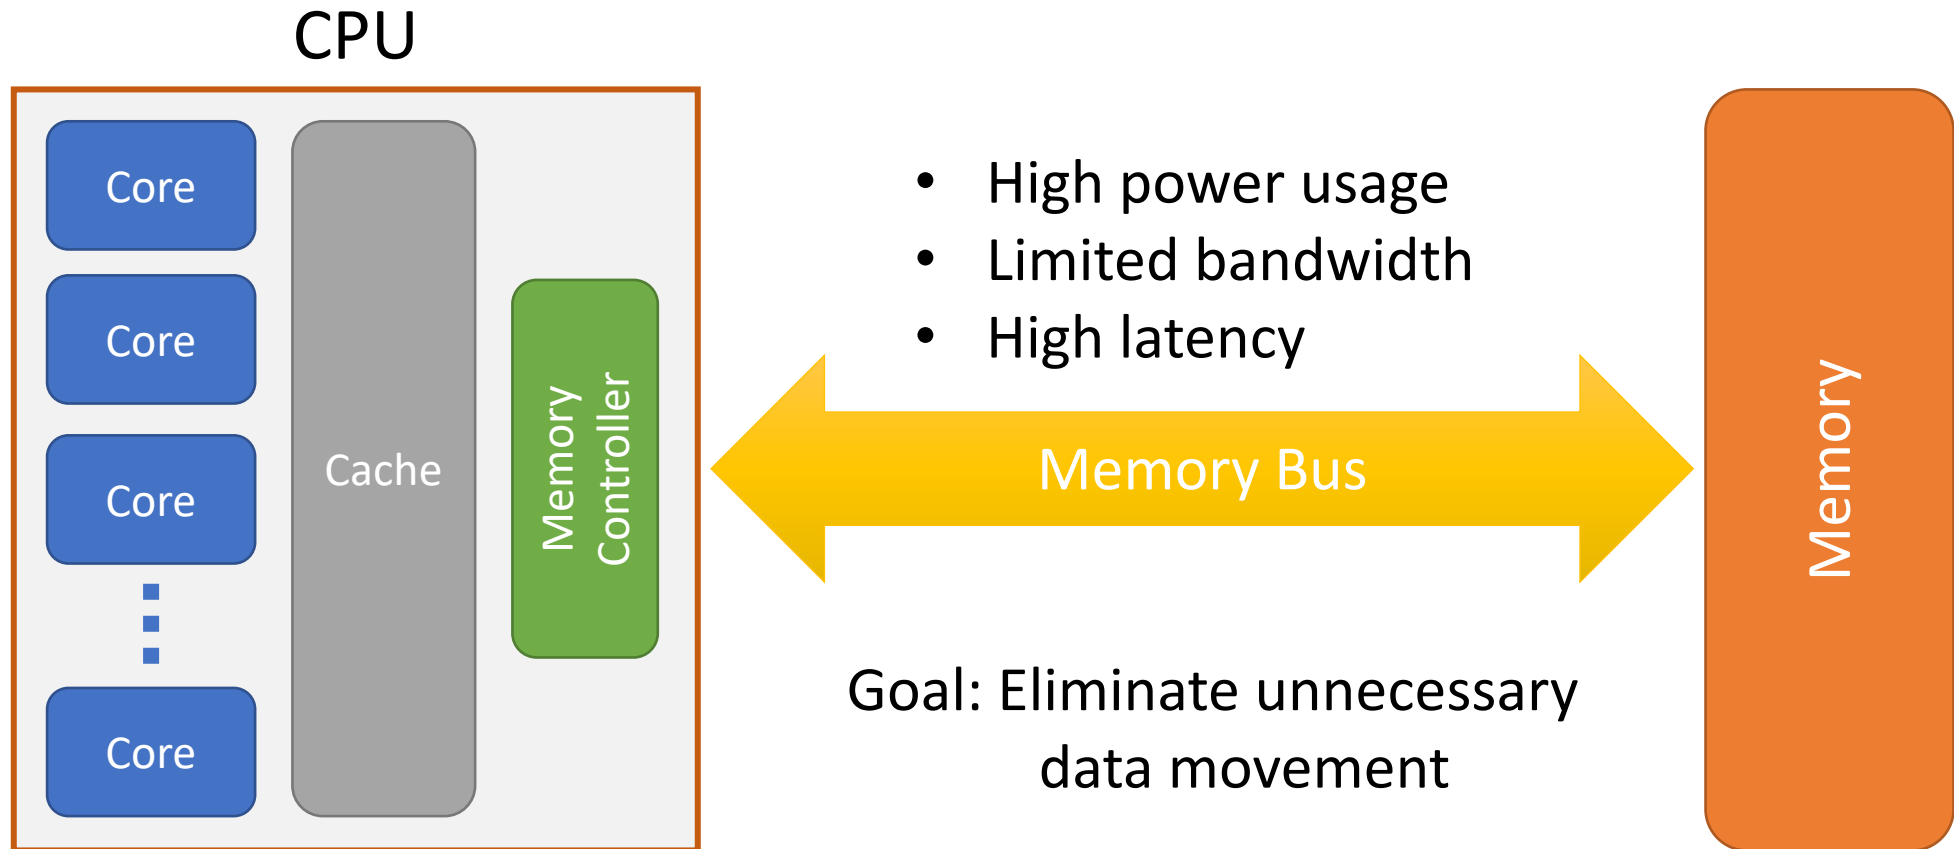 CPU
Core
Core
Core
Core
Cache
Memory
Controller
• High power usage
• Limited bandwidth
• High latency
Memory Bus
Goal: Eliminate unnecessary
data movement
Memory